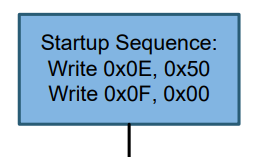 Startup Sequence:
Write 0x0E, 0x50
Write 0x0F, 0x00